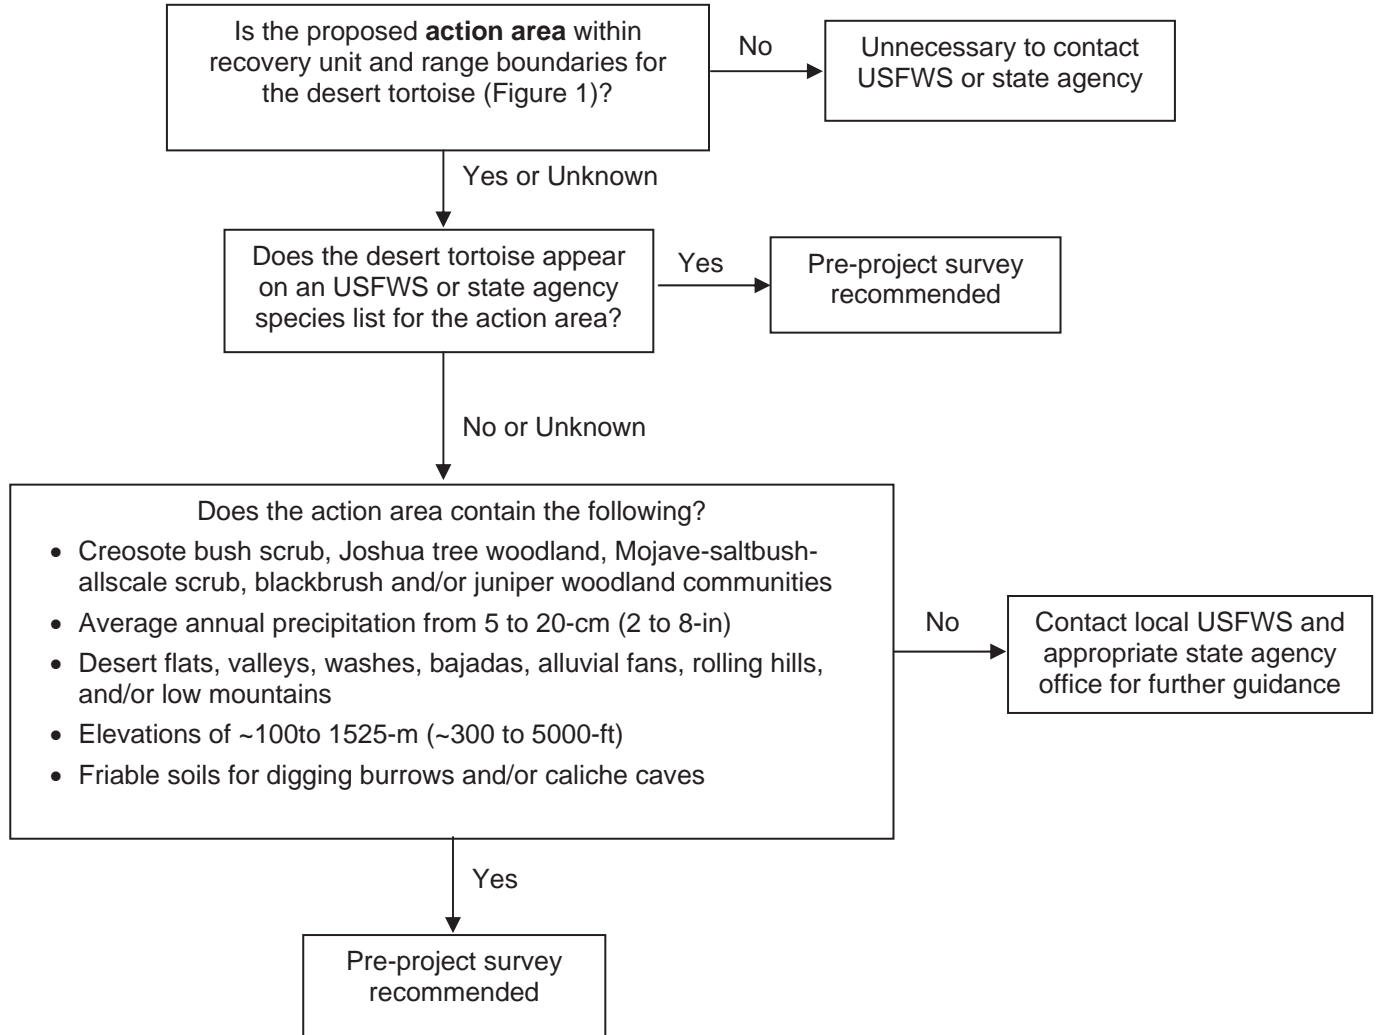 Is the proposed action area within
recovery unit and range boundaries for
the desert tortoise (Figure 1)?
No
Unnecessary to contact
USFWS or state agency
Yes or Unknown
Does the desert tortoise appear
on an USFWS or state agency
species list for the action area?
Yes
Pre-project survey
recommended
No or Unknown
Does the action area contain the following?
• Creosote bush scrub, Joshua tree woodland, Mojave-saltbush-
allscale scrub, blackbrush and/or juniper woodland communities
• Average annual precipitation from 5 to 20-cm (2 to 8-in)
• Desert flats, valleys, washes, bajadas, alluvial fans, rolling hills,
and/or low mountains
• Elevations of ~100to 1525-m (~300 to 5000-ft)
• Friable soils for digging burrows and/or caliche caves
No
Contact local USFWS and
appropriate state agency
office for further guidance
Yes
Pre-project survey
recommended